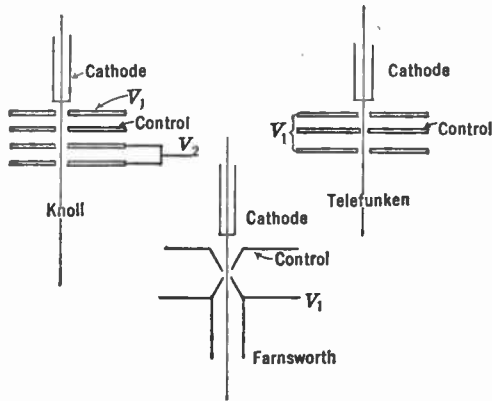 Cathode
V₁
Control
V₂
Knoll
Cathode
V₁
Control
Telefunken
Cathode
Control
V₁
Farnsworth